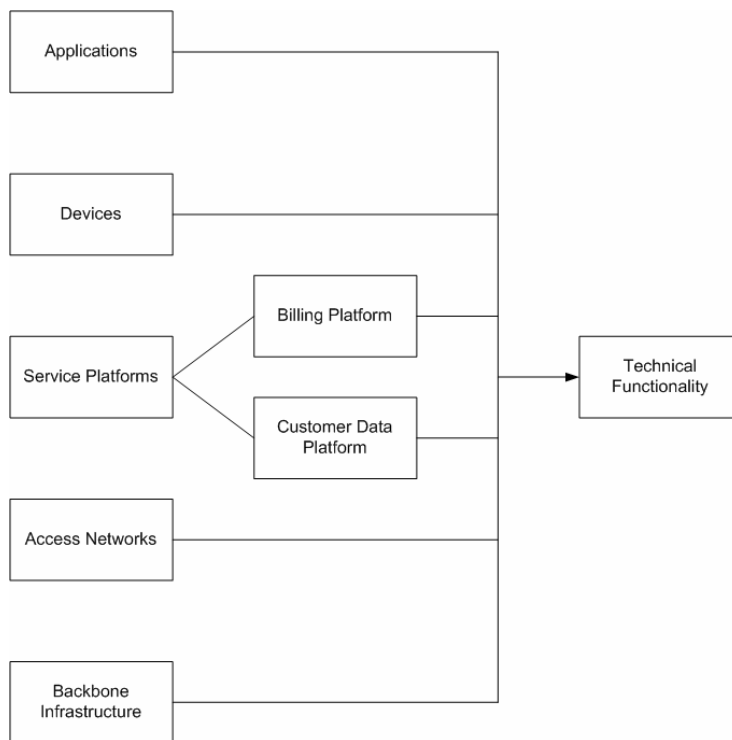 Applications
Devices
Billing Platform
Service Platforms
Technical
Functionality
Customer Data
Platform
Access Networks
Backbone
Infrastructure